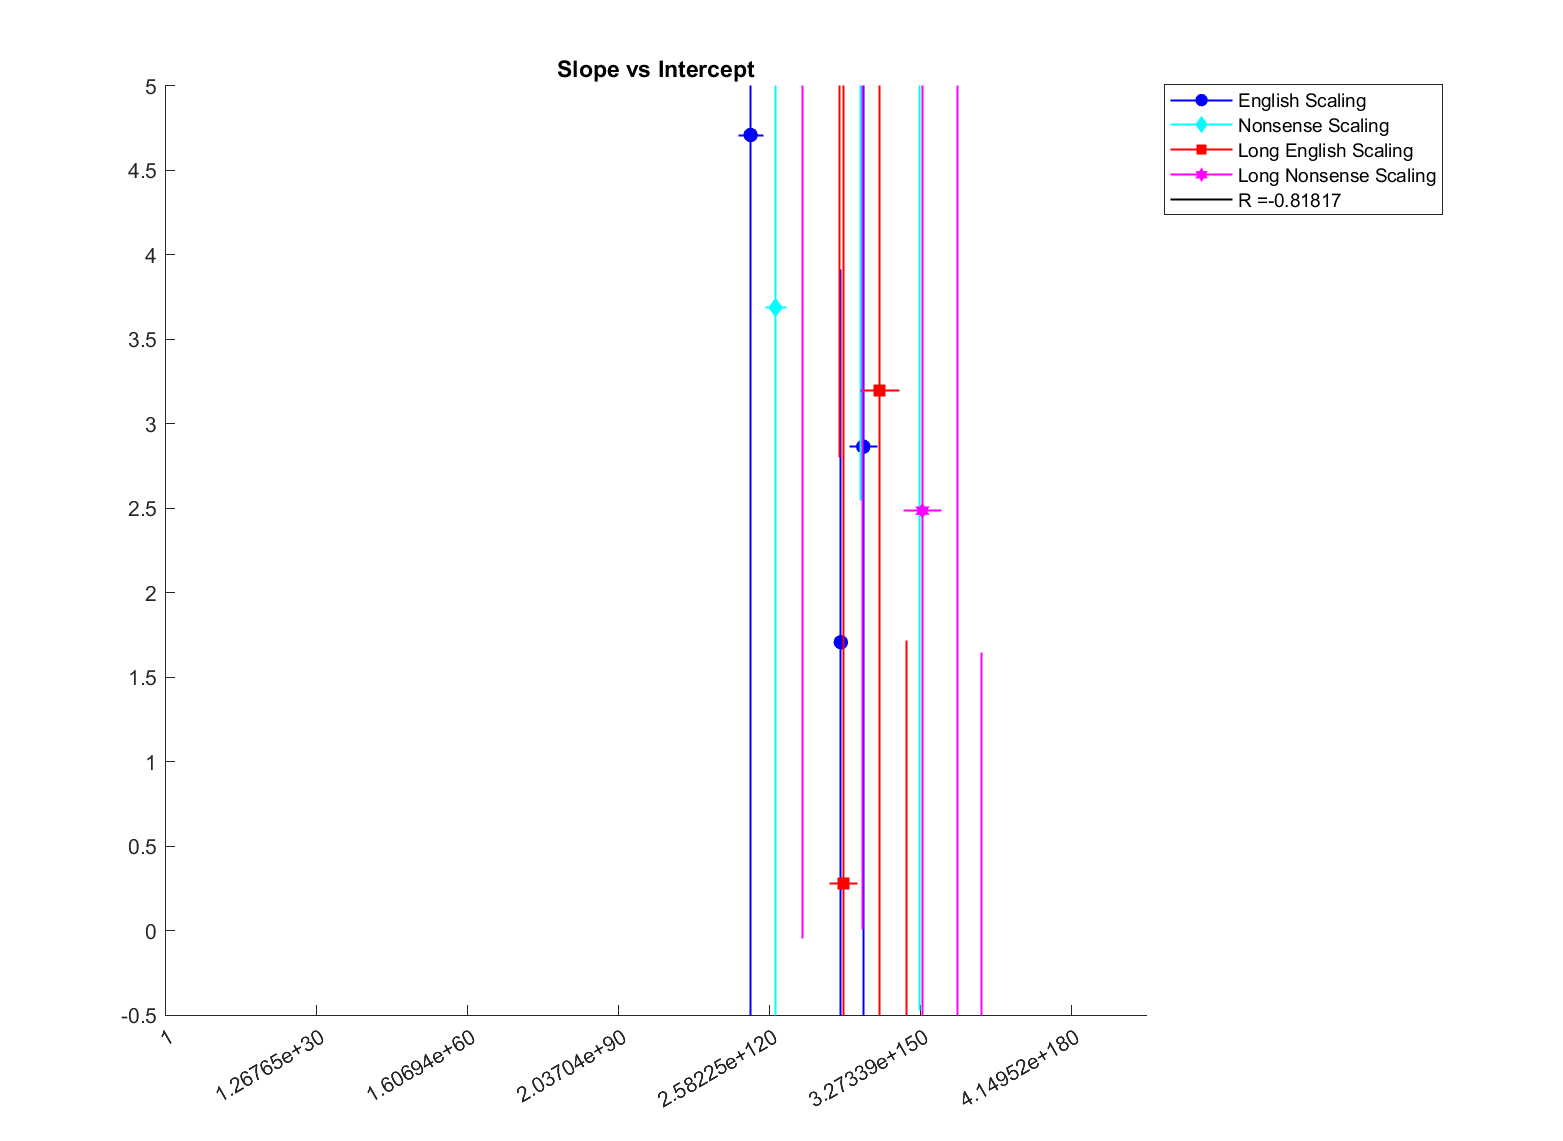 Slope vs Intercept
English Scaling
Nonsense Scaling
Long English Scaling
Long Nonsense Scaling
R =-0.81817
5
4.5
4
3.5
3
2.5
2
1.5
1
0.5
0
-0.5
1
1.26765e+30
1.60694e+60
2.03704e+90
2.58225e+120
3.27339e+150
4.14952e+180